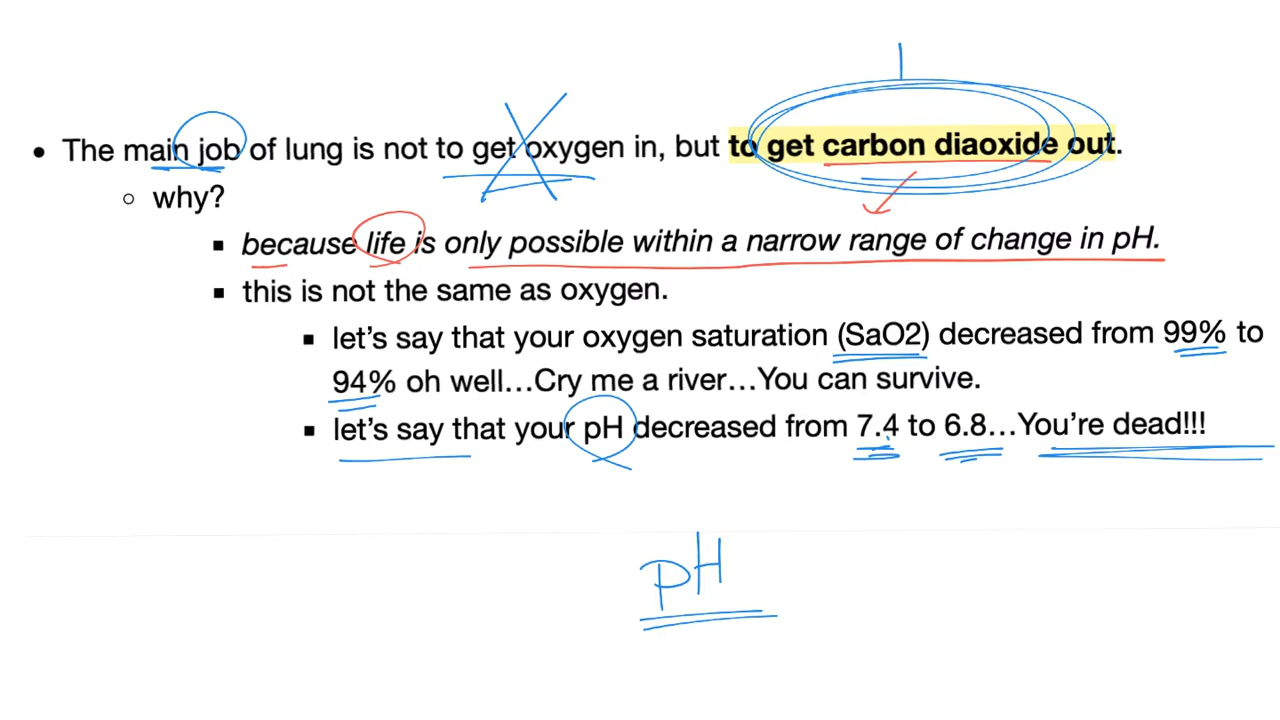 • The main job of lung is not to get oxygen in, but to get carbon diaoxide out.
○ why?
▪ because life is only possible within a narrow range of change in pH.
▪ this is not the same as oxygen.
▪ let’s say that your oxygen saturation (SaO2) decreased from 99% to
94% oh well…Cry me a river…You can survive.
▪ let’s say that your pH decreased from 7.4 to 6.8…You’re dead!!!
pH